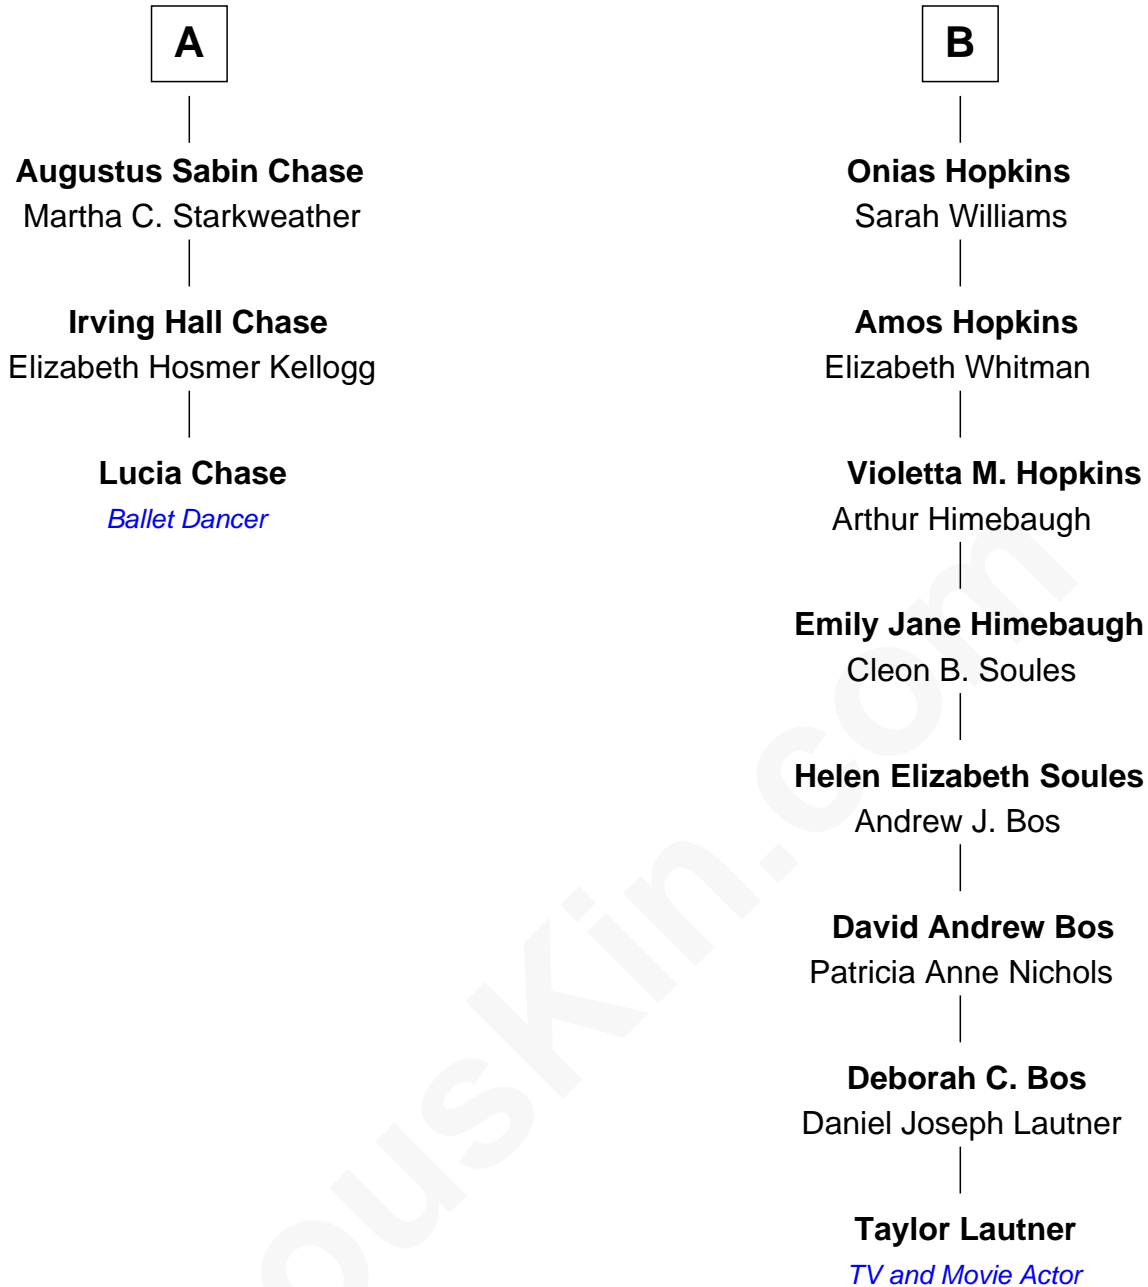 A
Augustus Sabin Chase
Martha C. Starkweather
Irving Hall Chase
Elizabeth Hosmer Kellogg
Lucia Chase
Ballet Dancer
B
Onias Hopkins
Sarah Williams
Amos Hopkins
Elizabeth Whitman
Violetta M. Hopkins
Arthur Himebaugh
Emily Jane Himebaugh
Cleon B. Soules
Helen Elizabeth Soules
Andrew J. Bos
David Andrew Bos
Patricia Anne Nichols
Deborah C. Bos
Daniel Joseph Lautner
Taylor Lautner
TV and Movie Actor
ousKin.com